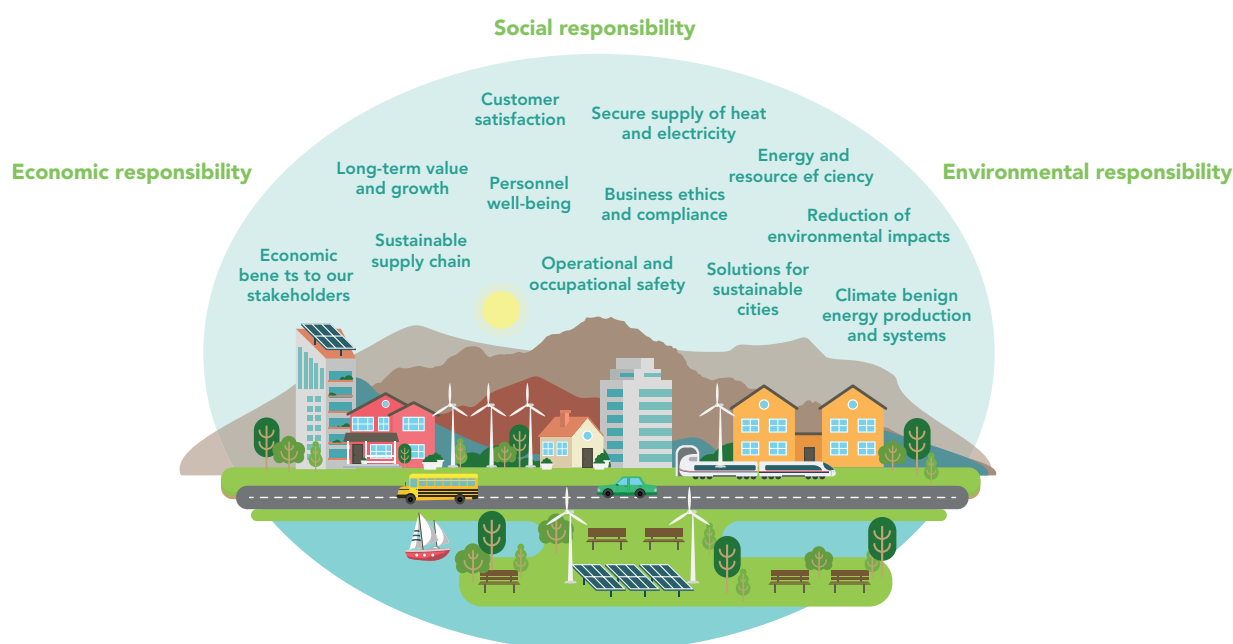 Social responsibility
Economic responsibility
Environmental responsibility
Customer
satisfaction
Secure supply of heat
and electricity
Long-term value
and growth
Personnel
well-being
Business ethics
and compliance
Energy and
resource ef ciency
Reduction of
environmental impacts
Economic
bene ts to our
stakeholders
Sustainable
supply chain
Operational and
occupational safety
Solutions for
sustainable
cities
Climate benign
energy production
and systems